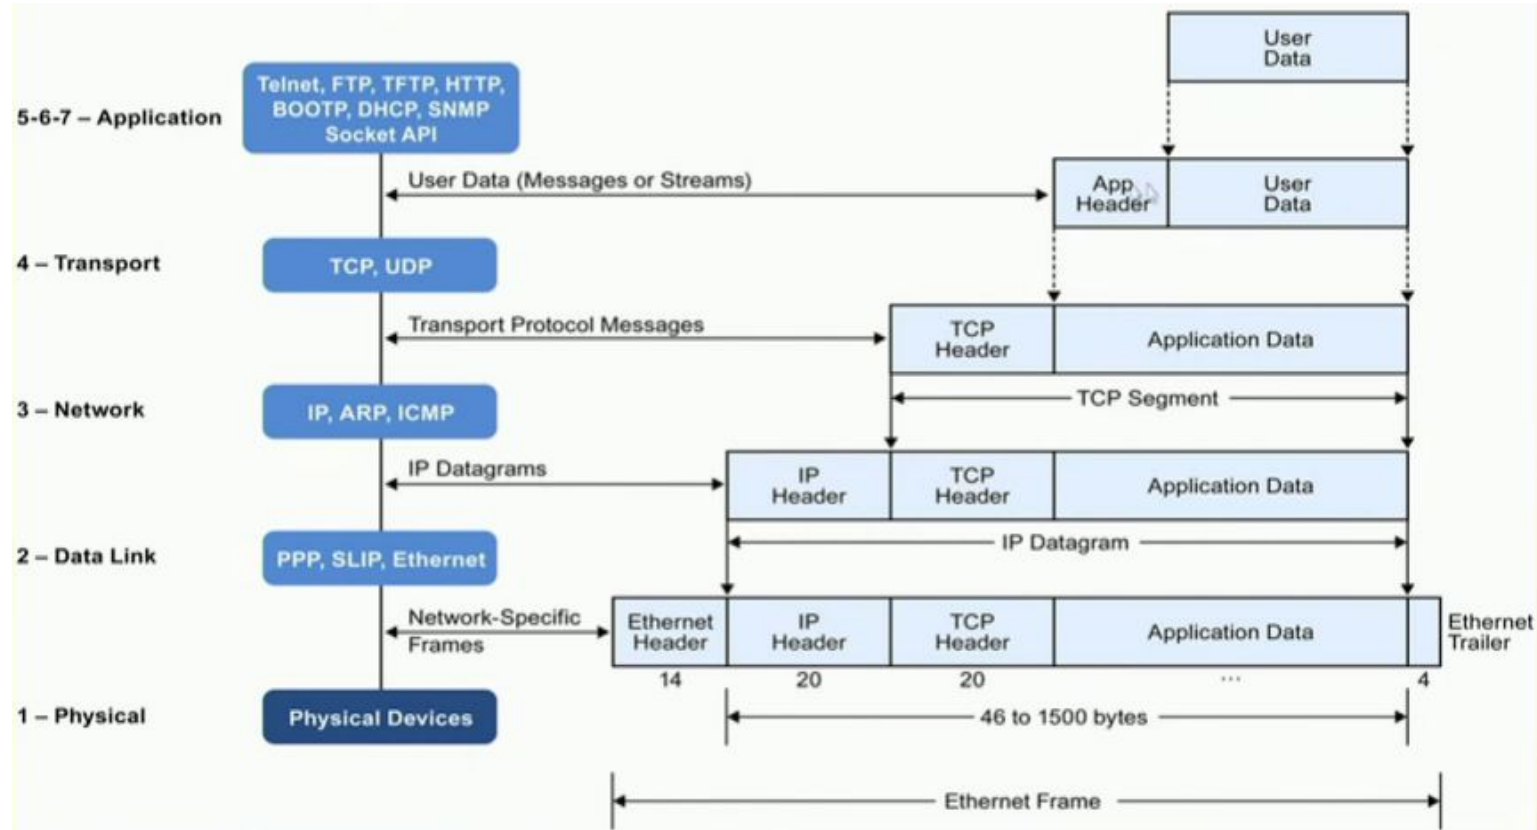 User
Data
Telnet, FTP, TFTP, HTTP,
BOOTP, DHCP, SNMP
Socket API
5-6-7 – Application
User Data (Messages or Streams)
App
Header
User
Data
4 – Transport
TCP, UDP
Transport Protocol Messages
TCP
Header
Application Data
TCP Segment
3 – Network
IP, ARP, ICMP
IP Datagrams
IP
Header
TCP
Header
Application Data
IP Datagram
2 – Data Link
PPP, SLIP, Ethernet
Network-Specific
Frames
Ethernet
Header
IP
Header
TCP
Header
Application Data
Ethernet
Trailer
14
20
20
...
4
1 – Physical
Physical Devices
46 to 1500 bytes
Ethernet Frame